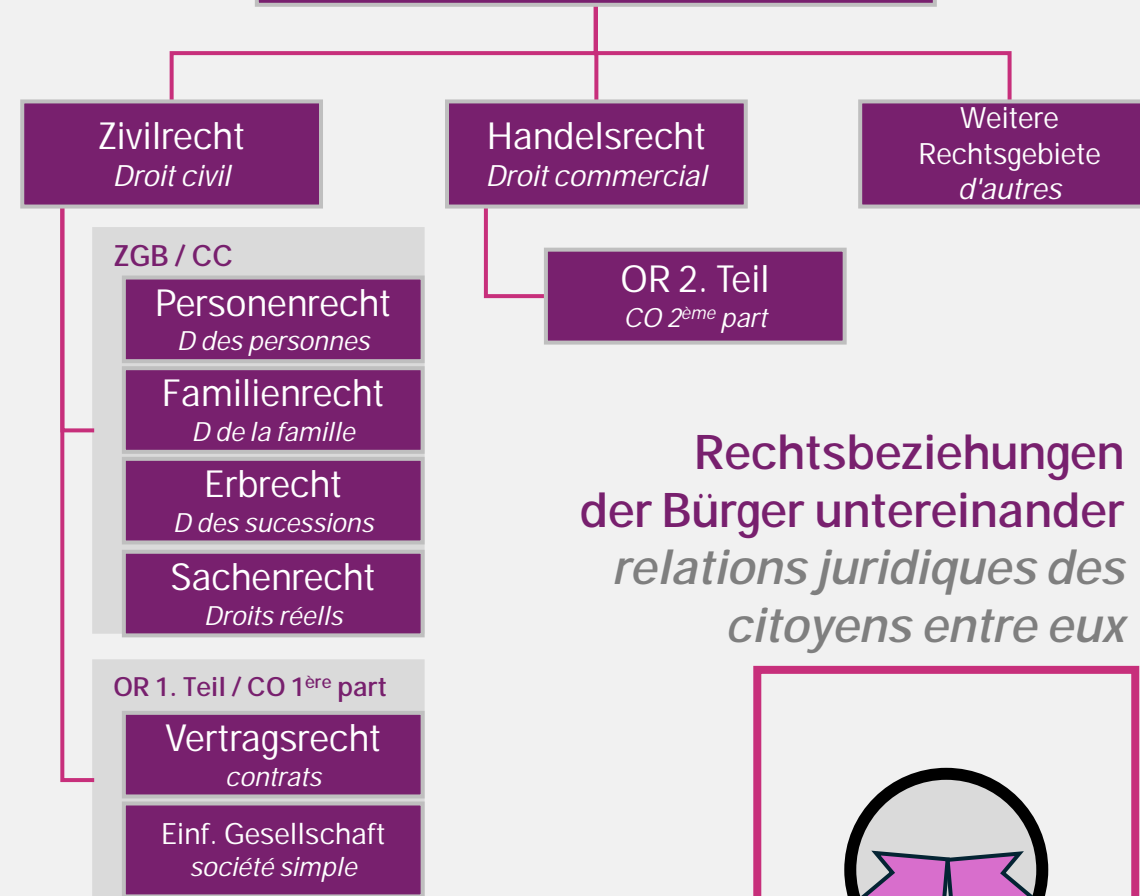 Zivilrecht
Droit civil
Handelsrecht
Droit commercial
Weitere
Rechtsgebiete
d'autres
ZGB / CC
Personenrecht
D des personnes
Familienrecht
D de la famille
Erbrecht
D des sucessions
Sachenrecht
Droits réells
OR 1. Teil / CO 1ère part
Vertragsrecht
contrats
Einf. Gesellschaft
société simple
OR 2. Teil
CO 2ème part
Rechtsbeziehungen
der Bürger untereinander
relations juridiques des
citoyens entre eux